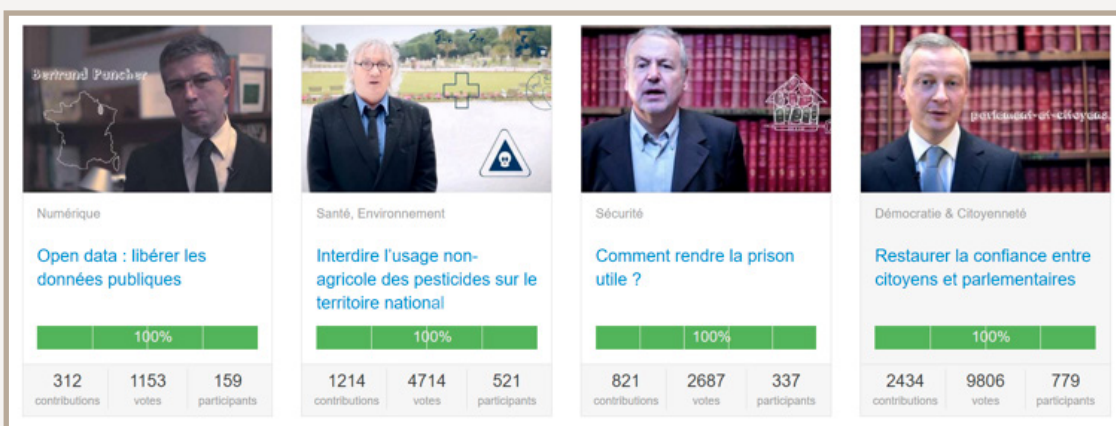 Bertrand Pancher
parlement-et-citoyens.
Numérique
Open data : libérer les
données publiques
100%
312 1153 159
contributions votes participants
Santé, Environnement
Interdire l'usage non-
agricole des pesticides sur le
territoire national
100%
1214 4714 521
contributions votes participants
Sécurité
Comment rendre la prison
utile ?
100%
821 2687 337
contributions votes participants
Démocratie & Citoyenneté
Restaurer la confiance entre
citoyens et parlementaires
100%
2434 9806 779
contributions votes participants